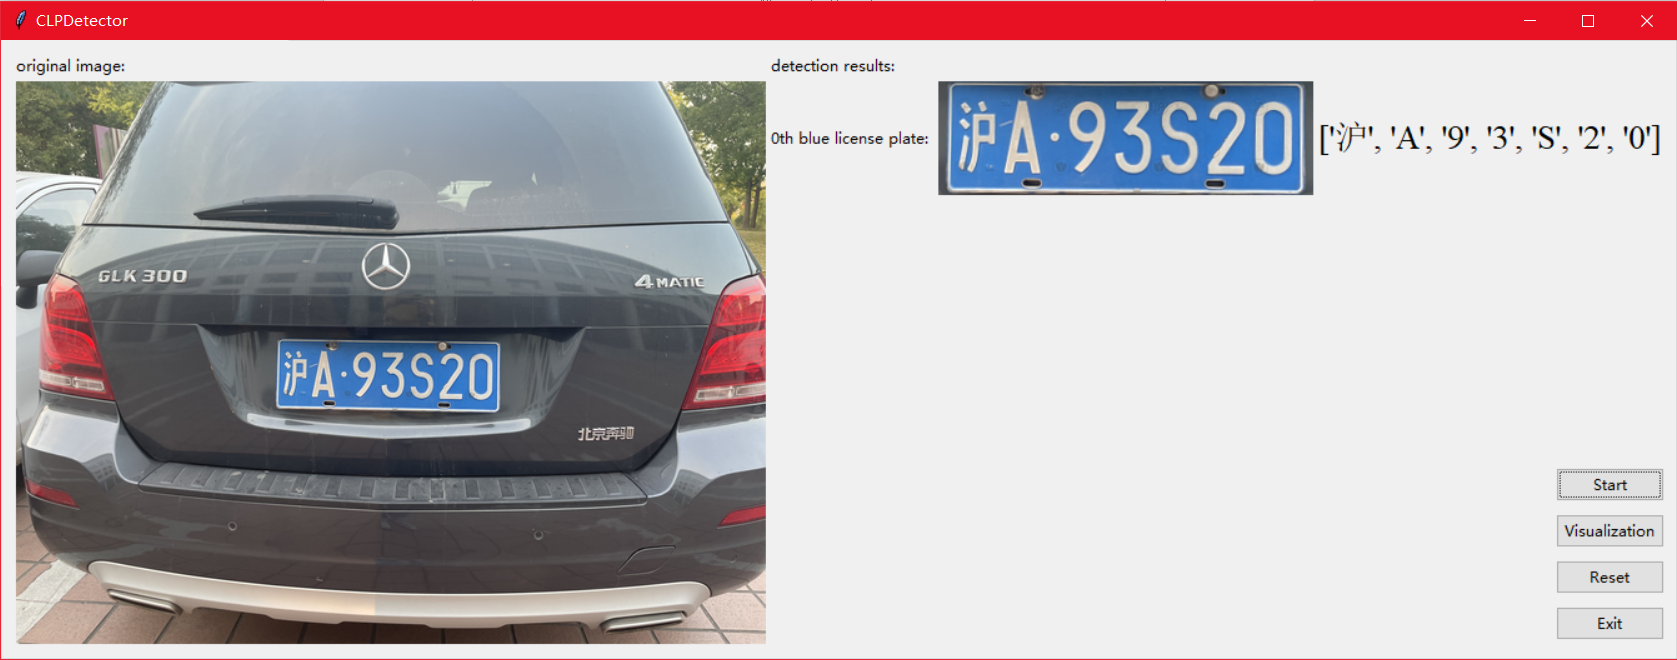 CLPDetector
original image:
GLK 300
4MATIC
沪A·93S20
北京奔驰
detection results:
0th blue license plate:
沪A·93S20
['沪', 'A', '9', '3', 'S', '2', '0']
Start
Visualization
Reset
Exit